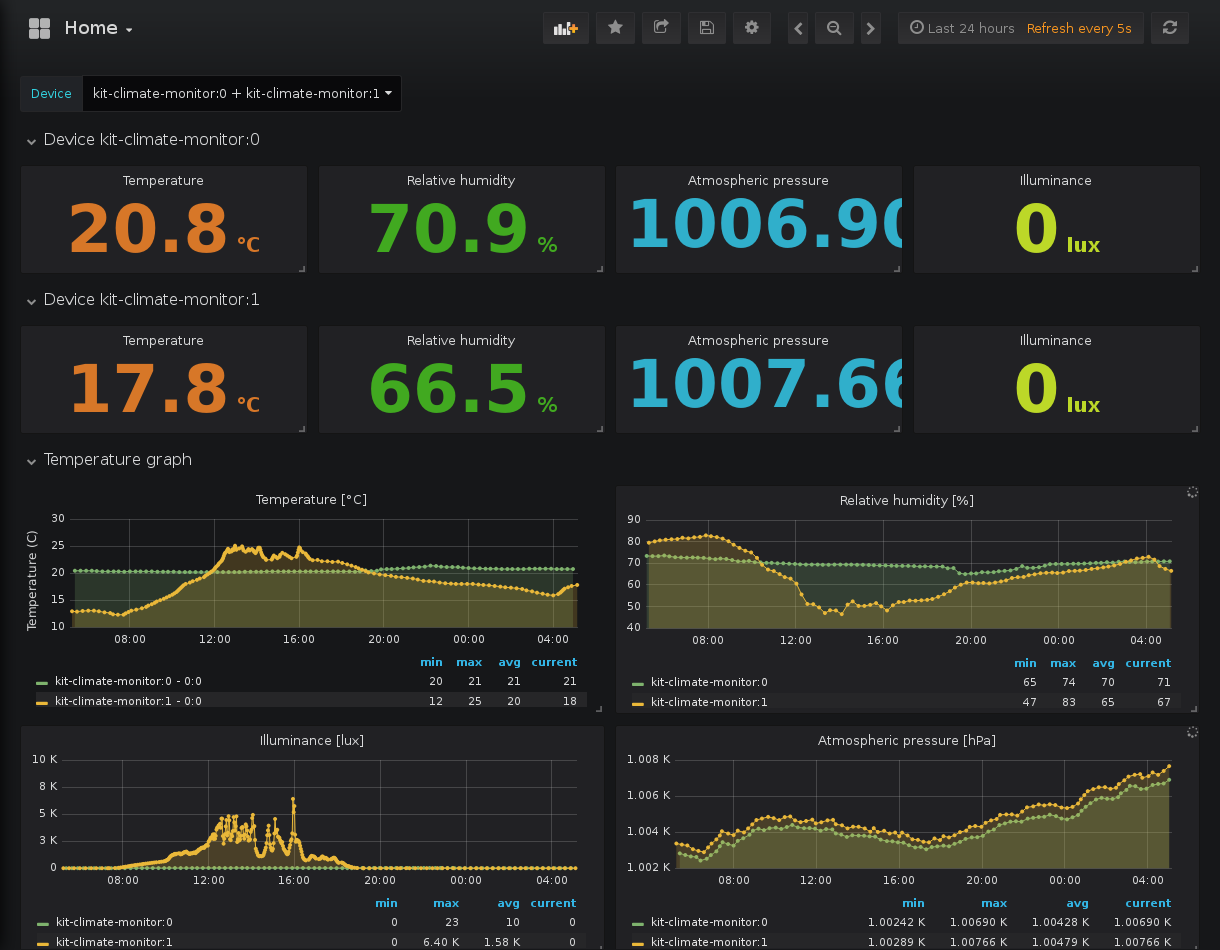 Home
Last 24 hours Refresh every 5s
Device kit-climate-monitor:0 + kit-climate-monitor:1
Device kit-climate-monitor:0
Temperature
20.8 °C
Relative humidity
70.9 %
Atmospheric pressure
1006.90
Illuminance
0 lux
Device kit-climate-monitor:1
Temperature
17.8 °C
Relative humidity
66.5 %
Atmospheric pressure
1007.66
Illuminance
0 lux
Temperature graph
Temperature [°C]
Temperature (C)
30
25
20
15
10
08:00 12:00 16:00 20:00 00:00 04:00
min max avg current
kit-climate-monitor:0 - 0:0 20 21 21 21
kit-climate-monitor:1 - 0:0 12 25 20 18
Relative humidity [%]
90
80
70
60
50
40
08:00 12:00 16:00 20:00 00:00 04:00
min max avg current
kit-climate-monitor:0 65 74 70 71
kit-climate-monitor:1 47 83 65 67
Illuminance [lux]
10 K
8 K
5 K
3 K
0
08:00 12:00 16:00 20:00 00:00 04:00
min max avg current
kit-climate-monitor:0 0 23 10 0
kit-climate-monitor:1 0 6.40 K 1.58 K 0
Atmospheric pressure [hPa]
1.008 K
1.006 K
1.004 K
1.002 K
08:00 12:00 16:00 20:00 00:00 04:00
min max avg current
kit-climate-monitor:0 1.00242 K 1.00690 K 1.00428 K 1.00690 K
kit-climate-monitor:1 1.00289 K 1.00766 K 1.00479 K 1.00766 K